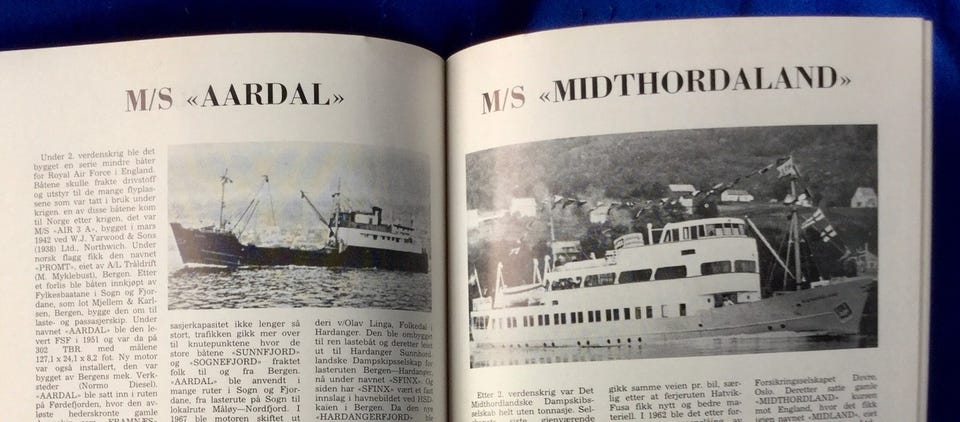 M/S «AARDAL»
Under 2. verdenskrig ble det
bygget en serie mindre båter
for Royal Air Force i England.
Båtene skulle frakte drivstoff
og utstyr til de mange flyplas-
sene som var tatt i bruk under
krigen. en av disse båtene kom
til Norge etter krigen, det var
M/S «AIR 3 A», bygget i mars
1942 ved W.J. Yarwood & Sons
(1938) Ltd., Northwich. Under
norsk flagg fikk den navnet
«PROMT», eiet av A/L Tråldrift
(M. Myklebust), Bergen. Etter
et forlis ble båten innkjøpt av
Fylkesbaatane i Sogn og Fjor-
dane, som lot Mjellem & Karl-
sen, Bergen, bygge den om til
laste- og passasjerskip. Under
navnet «AARDAL» ble den le-
vert FSF i 1951 og var da på
302 TBR. med målene
127,1 x 24,1 x 8,2 fot. Ny motor
var også installert, den var
bygget av Bergens mek. Verk-
steder (Normo Diesel).
«AARDAL» ble satt inn i ruten
på Førdefjorden, hvor den av-
løste hederskronte gamle
sasjerkapasitet ikke lenger så
stort, trafikken gikk mer over
til knutepunktene hvor de
store båtene «SUNNFJORD»
og «SOGNEFJORD» fraktet
folk til og fra Bergen.
«AARDAL» ble anvendt i
mange ruter i Sogn og Fjor-
dane, fra lasterute på Sogn til
lokalrute Måløy—Nordfjord. I
1967 ble motoren skiftet ut
deri v/Olav Linga, Folkedal i
Hardanger. Den ble ombygget
til ren lastebåt og deretter leiet
ut til Hardanger Sunnhord-
landske Dampskipsselskap for
lasteruten Bergen—Hardanger,
nå under navnet «SFINX». Og
siden har «SFINX» vært et fast
innslag i havnebildet ved HSD-
kaien i Bergen. Da den nye
«HARDANGERFJORD» ble
M/S «MIDTHORDALAND»
Etter 2. verdenskrig var Det
Midthordlandske Dampskibs-
selskab helt uten tonnasje. Sel-
gikk samme veien pr. bil, sær-
lig etter at ferjeruten Hatvik-
Fusa fikk nytt og bedre ma-
teriell. I 1962 ble det etter for-
Forsikringsselskapet Dovre,
Oslo. Deretter satte gamle
«MIDTHORDLAND» kursen
mot England, hvor det fikk
navnet «MIDLAND», eiet